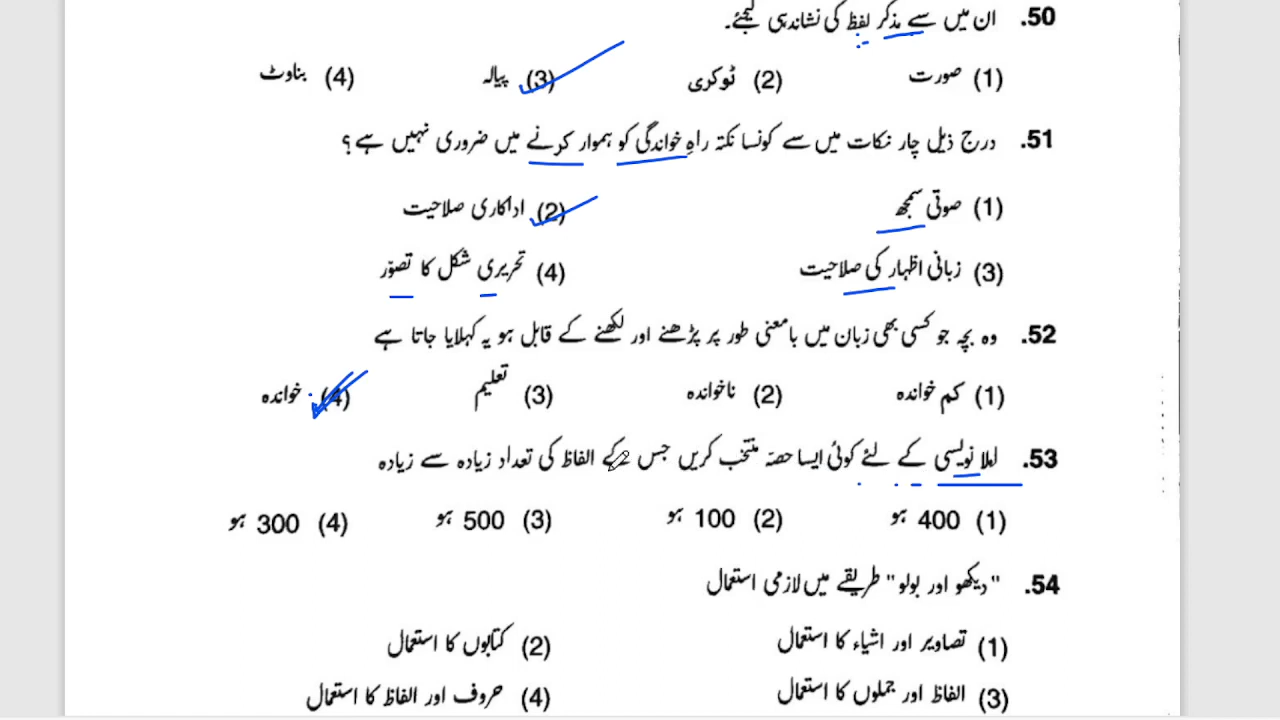 50. ان میں سے مذکر لفظ کی نشاندہی کیجئے۔
(1) صورت (2) ٹوکری (3) پیالہ (4) بناوٹ
51. درج ذیل چار نکات میں سے کونسا نکتہ راہِ خواندگی کو ہموار کرنے میں ضروری نہیں ہے؟
(1) صوتی سمجھ (2) اداکاری صلاحیت
(3) زبانی اظہار کی صلاحیت (4) تحریری شکل کا تصوّر
52. وہ بچہ جو کسی بھی زبان میں بامعنی طور پر پڑھنے اور لکھنے کے قابل ہو یہ کہلایا جاتا ہے
(1) کم خواندہ (2) ناخواندہ (3) تعلیم (4) خواندہ
53. املا نویسی کے لئے کوئی ایسا حصّہ منتخب کریں جس کے الفاظ کی تعداد زیادہ سے زیادہ
(1) 400 ہو (2) 100 ہو (3) 500 ہو (4) 300 ہو
54. "دیکھو اور بولو" طریقے میں لازمی استعمال
(1) تصاویر اور اشیاء کا استعمال (2) کتابوں کا استعمال
(3) الفاظ اور جملوں کا استعمال (4) حروف اور الفاظ کا استعمال